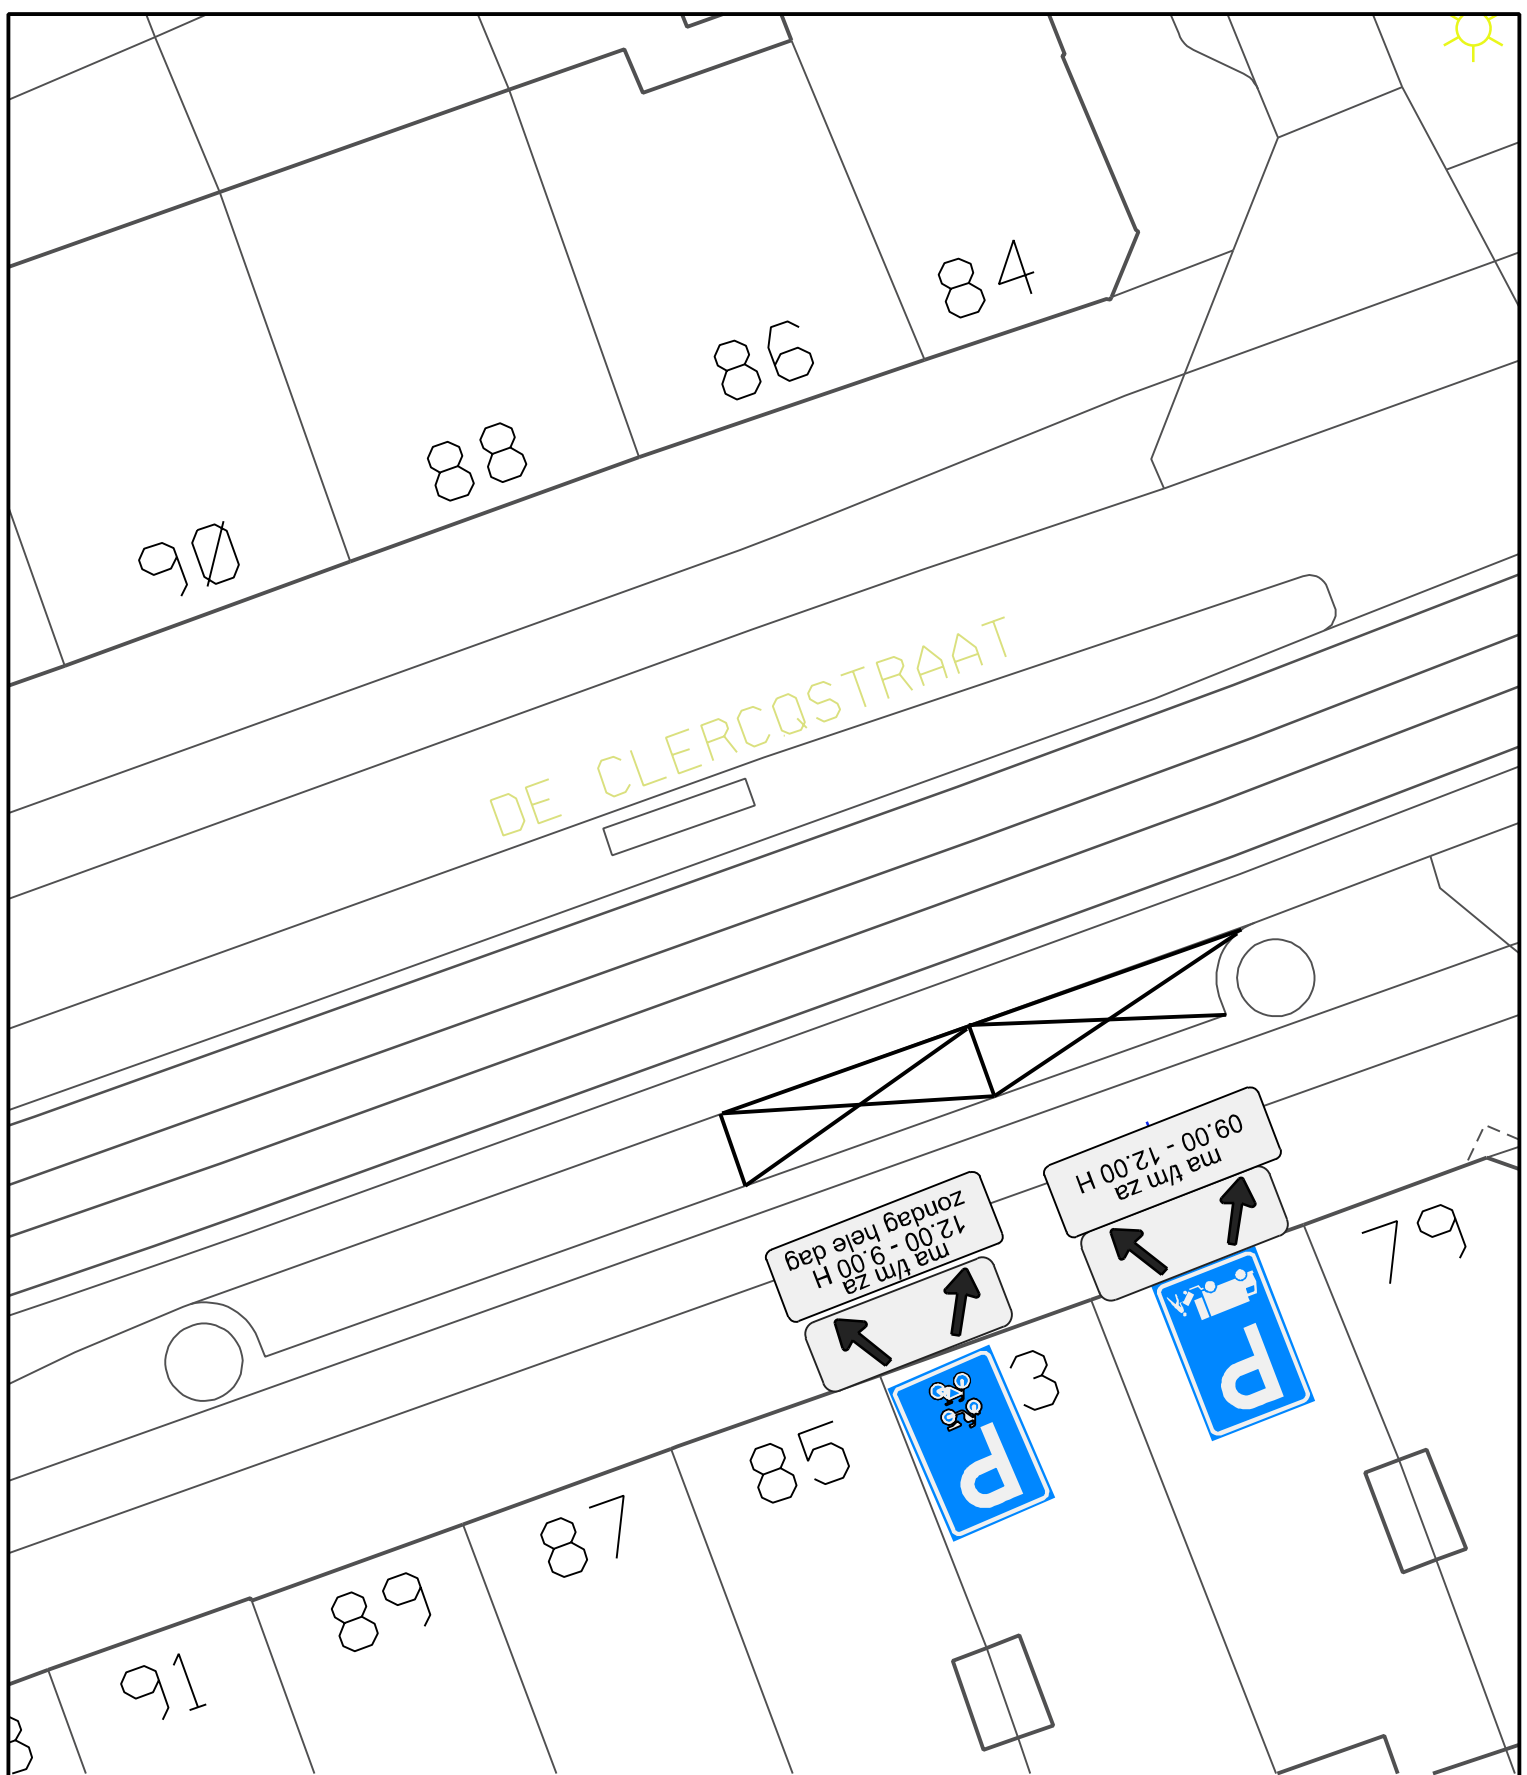 84
86
88
90
DE CLERCQSTRAAT
ma t/m za
09.00 - 12.00 H
ma t/m za
12.00 - 9.00 H
zondag hele dag
79
P
3
P
85
87
89
91